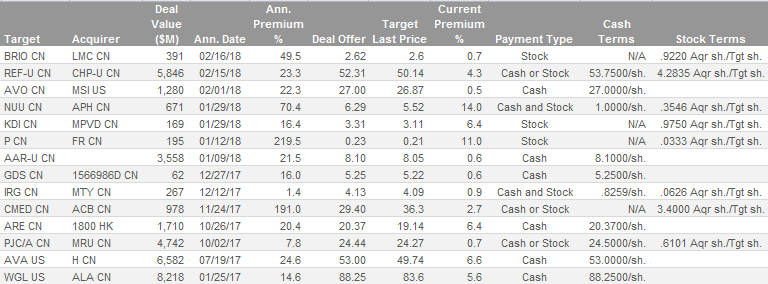 Target Acquirer Deal Value ($M) Ann. Date Ann. Premium % Deal Offer Target Last Price Current Premium % Payment Type Cash Terms Stock Terms
BRIO CN LMC CN 391 02/16/18 49.5 2.62 2.6 0.7 Stock N/A .9220 Aqr sh./Tgt sh.
REF-U CN CHP-U CN 5,846 02/15/18 23.3 52.31 50.14 4.3 Cash or Stock 53.7500/sh. 4.2835 Aqr sh./Tgt sh.
AVO CN MSI US 1,280 02/01/18 22.3 27.00 26.87 0.5 Cash 27.0000/sh.
NUU CN APH CN 671 01/29/18 70.4 6.29 5.52 14.0 Cash and Stock 1.0000/sh. .3546 Aqr sh./Tgt sh.
KDI CN MPVD CN 169 01/29/18 16.4 3.31 3.11 6.4 Stock N/A .9750 Aqr sh./Tgt sh.
P CN FR CN 195 01/12/18 219.5 0.23 0.21 11.0 Stock N/A .0333 Aqr sh./Tgt sh.
AAR-U CN 3,558 01/09/18 21.5 8.10 8.05 0.6 Cash 8.1000/sh.
GDS CN 1566986D CN 62 12/27/17 16.0 5.25 5.22 0.6 Cash 5.2500/sh.
IRG CN MTY CN 267 12/12/17 1.4 4.13 4.09 0.9 Cash and Stock .8259/sh. .0626 Aqr sh./Tgt sh.
CMED CN ACB CN 978 11/24/17 191.0 29.40 36.3 2.7 Cash or Stock N/A 3.4000 Aqr sh./Tgt sh.
ARE CN 1800 HK 1,710 10/26/17 20.4 20.37 19.14 6.4 Cash 20.3700/sh.
PJC/A CN MRU CN 4,742 10/02/17 7.8 24.44 24.27 0.7 Cash or Stock 24.5000/sh. .6101 Aqr sh./Tgt sh.
AVA US H CN 6,582 07/19/17 24.6 53.00 49.74 6.6 Cash 53.0000/sh.
WGL US ALA CN 8,218 01/25/17 14.6 88.25 83.6 5.6 Cash 88.2500/sh.